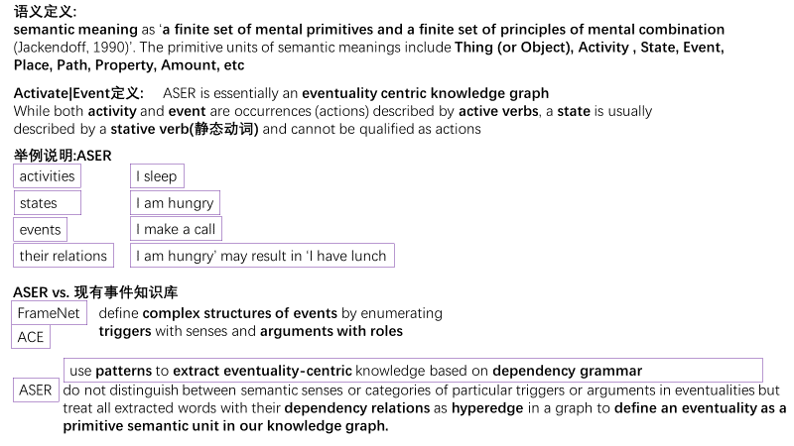 语义定义:
semantic meaning as ‘a finite set of mental primitives and a finite set of principles of mental combination
(Jackendoff, 1990)’. The primitive units of semantic meanings include Thing (or Object), Activity , State, Event,
Place, Path, Property, Amount, etc
Activate|Event定义: ASER is essentially an eventuality centric knowledge graph
While both activity and event are occurrences (actions) described by active verbs, a state is usually
described by a stative verb(静态动词) and cannot be qualified as actions
举例说明:ASER
activities I sleep
states I am hungry
events I make a call
their relations I am hungry’ may result in ‘I have lunch
ASER vs. 现有事件知识库
FrameNet define complex structures of events by enumerating
ACE triggers with senses and arguments with roles
use patterns to extract eventuality-centric knowledge based on dependency grammar
ASER do not distinguish between semantic senses or categories of particular triggers or arguments in eventualities but
treat all extracted words with their dependency relations as hyperedge in a graph to define an eventuality as a
primitive semantic unit in our knowledge graph.